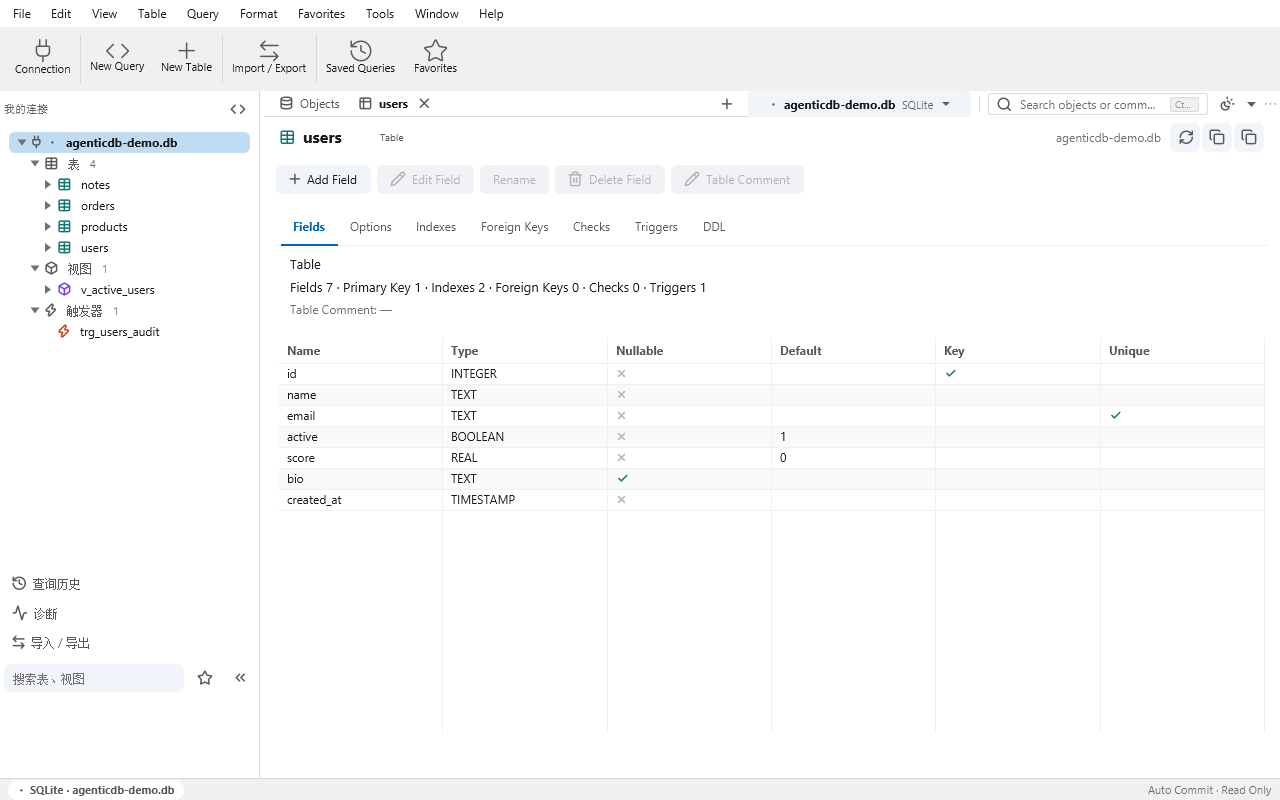 File Edit View Table Query Format Favorites Tools Window Help
Connection New Query New Table Import / Export Saved Queries Favorites
我的连接
agenticdb-demo.db
表 4
notes
orders
products
users
视图 1
v_active_users
触发器 1
trg_users_audit
查询历史
诊断
导入 / 导出
搜索表、视图
Objects users agenticdb-demo.db SQLite Search objects or comm... Ct...
users Table agenticdb-demo.db
Add Field Edit Field Rename Delete Field Table Comment
Fields Options Indexes Foreign Keys Checks Triggers DDL
Table
Fields 7 · Primary Key 1 · Indexes 2 · Foreign Keys 0 · Checks 0 · Triggers 1
Table Comment: —
Name Type Nullable Default Key Unique
id INTEGER
name TEXT
email TEXT
active BOOLEAN 1
score REAL 0
bio TEXT
created_at TIMESTAMP
SQLite · agenticdb-demo.db Auto Commit · Read Only